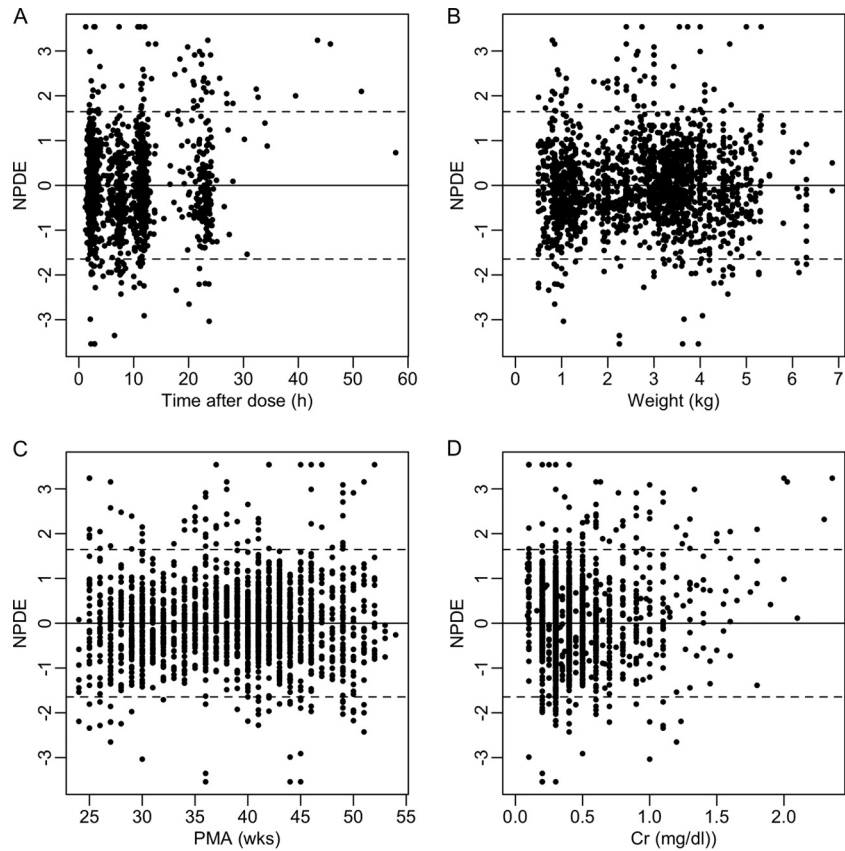 A
B
NPDE
3
2
1
0
-1
-2
-3
0 10 20 30 40 50 60
Time after dose (h)
NPDE
3
2
1
0
-1
-2
-3
0 1 2 3 4 5 6 7
Weight (kg)
C
D
NPDE
3
2
1
0
-1
-2
-3
25 30 35 40 45 50 55
PMA (wks)
NPDE
3
2
1
0
-1
-2
-3
0.0 0.5 1.0 1.5 2.0
Cr (mg/dl))